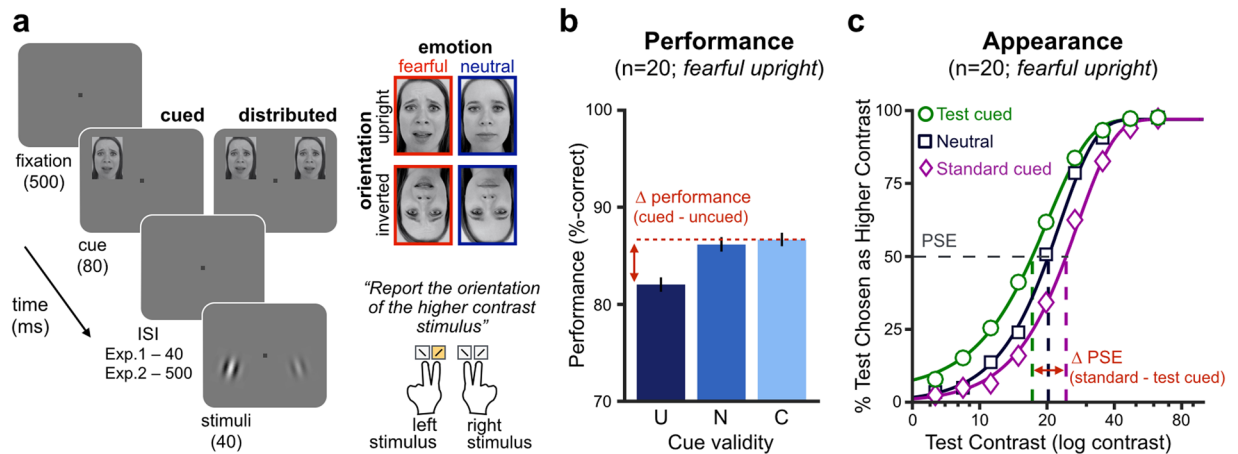 a
fixation
(500)
cued
distributed
cue
(80)
time
(ms)
ISI
Exp.1 – 40
Exp.2 – 500
stimuli
(40)
emotion
fearful
neutral
orientation
upright
inverted
“Report the orientation
of the higher contrast
stimulus”
left
stimulus
right
stimulus
b
Performance
(n=20; fearful upright)
Performance (%-correct)
100
90
80
70
Δ performance
(cued - uncued)
U
N
C
Cue validity
c
Appearance
(n=20; fearful upright)
% Test Chosen as Higher Contrast
100
75
50
25
0
Test cued
Neutral
Standard cued
PSE
Δ PSE
(standard - test cued)
0
10
20
40
80
Test Contrast (log contrast)